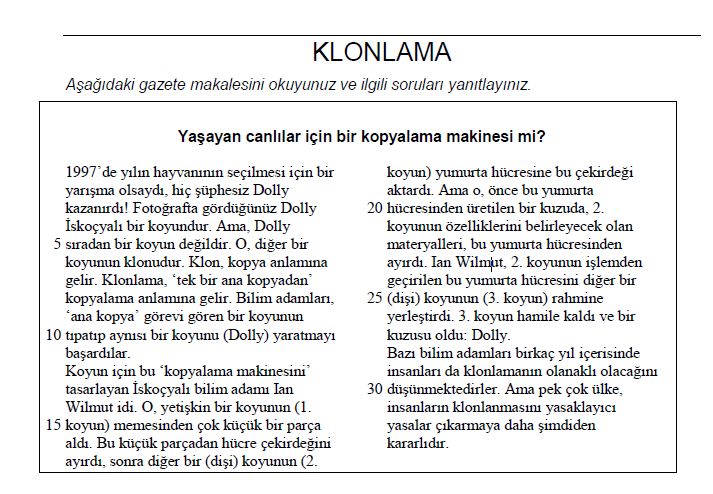 KLONLAMA
Aşağıdaki gazete makalesini okuyunuz ve ilgili soruları yanıtlayınız.
Yaşayan canlılar için bir kopyalama makinesi mi?
1997’de yılın hayvanının seçilmesi için bir
yarışma olsaydı, hiç şüphesiz Dolly
kazanırdı! Fotoğrafta gördüğünüz Dolly
İskoçyalı bir koyundur. Ama, Dolly
5 sıradan bir koyun değildir. O, diğer bir
koyunun klonudur. Klon, kopya anlamına
gelir. Klonlama, ‘tek bir ana kopyadan’
kopyalama anlamına gelir. Bilim adamları,
‘ana kopya’ görevi gören bir koyunun
10 tıpatıp aynısı bir koyunu (Dolly) yaratmayı
başardılar.
Koyun için bu ‘kopyalama makinesini’
tasarlayan İskoçyalı bilim adamı Ian
Wilmut idi. O, yetişkin bir koyunun (1.
15 koyun) memesinden çok küçük bir parça
aldı. Bu küçük parçadan hücre çekirdeğini
ayırdı, sonra diğer bir (dişi) koyunun (2.
koyun) yumurta hücresine bu çekirdeği
aktardı. Ama o, önce bu yumurta
20 hücresinden üretilen bir kuzuda, 2.
koyunun özelliklerini belirleyecek olan
materyalleri, bu yumurta hücresinden
ayırdı. Ian Wilmut, 2. koyunun işlemden
geçirilen bu yumurta hücresini diğer bir
25 (dişi) koyunun (3. koyun) rahmine
yerleştirdi. 3. koyun hamile kaldı ve bir
kuzusu oldu: Dolly.
Bazı bilim adamları birkaç yıl içerisinde
insanları da klonlamanın olanaklı olacağını
30 düşünmektedirler. Ama pek çok ülke,
insanların klonlanmasını yasaklayıcı
yasalar çıkarmaya daha şimdiden
kararlıdır.